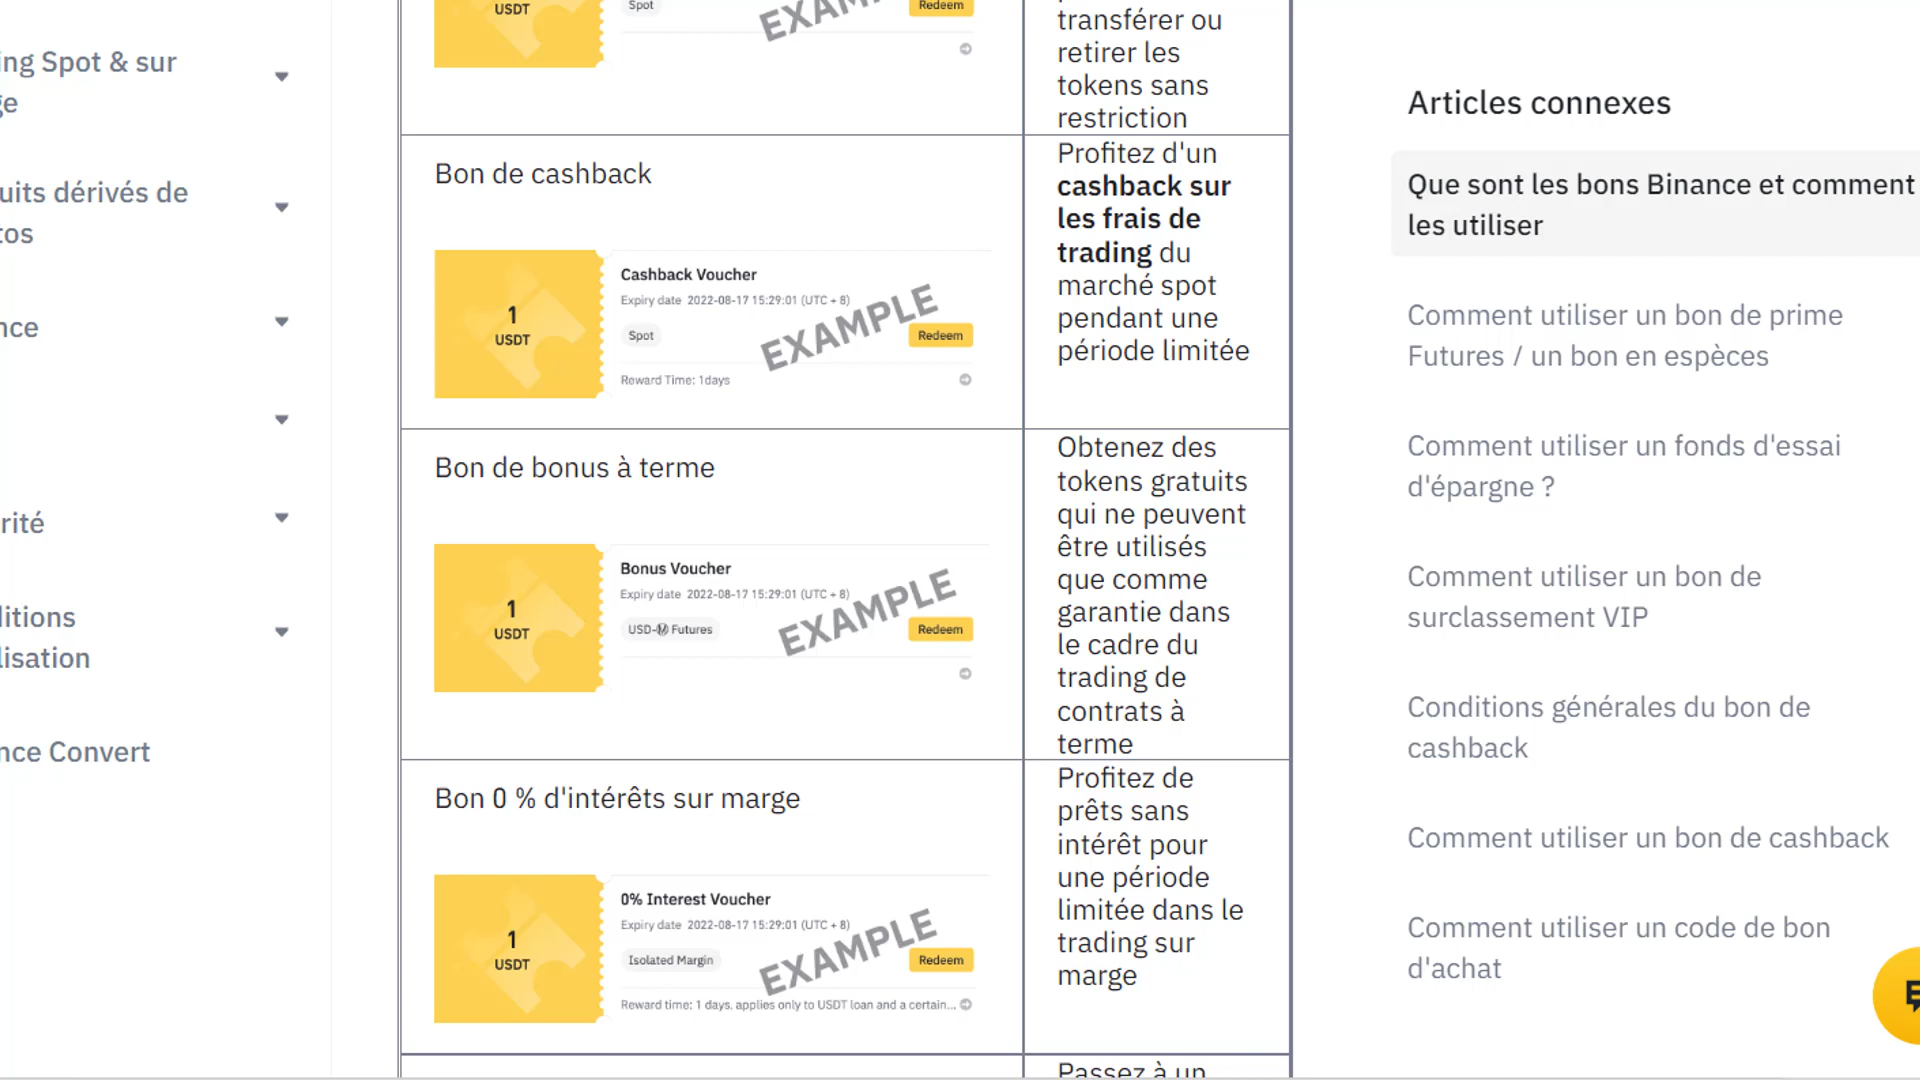 ing Spot & sur
ge
uits dérivés de
tos
nce
rité
litions
lisation
nce Convert
USDT
Spot
EXAMPLE
Redeem
transférer ou
retirer les
tokens sans
restriction
Bon de cashback
1
USDT
Cashback Voucher
Expiry date 2022-08-17 15:29:01 (UTC + 8)
Spot
EXAMPLE
Redeem
Reward Time: 1days
Profitez d'un
cashback sur
les frais de
trading du
marché spot
pendant une
période limitée
Bon de bonus à terme
1
USDT
Bonus Voucher
Expiry date 2022-08-17 15:29:01 (UTC + 8)
USD-Ⓜ Futures
EXAMPLE
Redeem
Obtenez des
tokens gratuits
qui ne peuvent
être utilisés
que comme
garantie dans
le cadre du
trading de
contrats à
terme
Bon 0 % d'intérêts sur marge
1
USDT
0% Interest Voucher
Expiry date 2022-08-17 15:29:01 (UTC + 8)
Isolated Margin
EXAMPLE
Redeem
Reward time: 1 days. applies only to USDT loan and a certain...
Profitez de
prêts sans
intérêt pour
une période
limitée dans le
trading sur
marge
Passez à un
Articles connexes
Que sont les bons Binance et comment
les utiliser
Comment utiliser un bon de prime
Futures / un bon en espèces
Comment utiliser un fonds d'essai
d'épargne ?
Comment utiliser un bon de
surclassement VIP
Conditions générales du bon de
cashback
Comment utiliser un bon de cashback
Comment utiliser un code de bon
d'achat